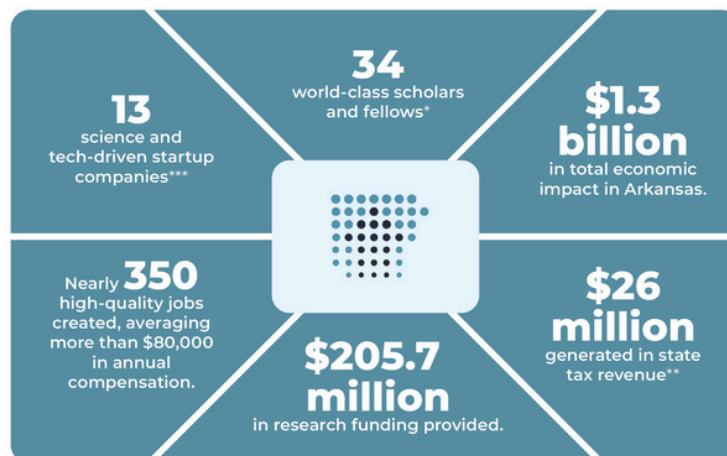 34
world-class scholars
and fellows*
13
science and
tech-driven startup
companies***
$1.3
billion
in total economic
impact in Arkansas.
Nearly 350
high-quality jobs
created, averaging
more than $80,000
in annual
compensation.
$205.7
million
in research funding provided.
$26
million
generated in state
tax revenue**